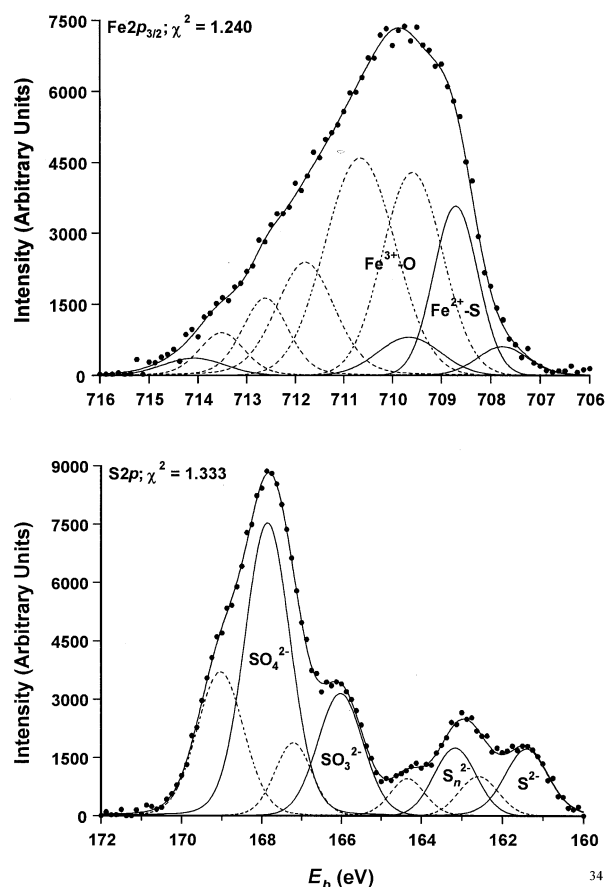 Fe2p3/2; χ² = 1.240
Intensity (Arbitrary Units)
7500
6000
4500
3000
1500
0
Fe³⁺-O
Fe²⁺-S
716 715 714 713 712 711 710 709 708 707 706
S2p; χ² = 1.333
Intensity (Arbitrary Units)
9000
7500
6000
4500
3000
1500
0
SO₄²⁻
SO₃²⁻
Sₙ²⁻
S²⁻
172 170 168 166 164 162 160
E_b (eV)
34